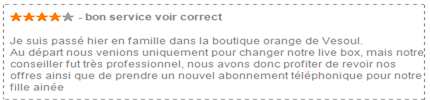 - bon service voir correct
Je suis passé hier en famille dans la boutique orange de Vesoul.
Au départ nous venions uniquement pour changer notre live box, mais notre
conseiller fut très professionnel, nous avons donc profiter de revoir nos
offres ainsi que de prendre un nouvel abonnement téléphonique pour notre
fille ainée